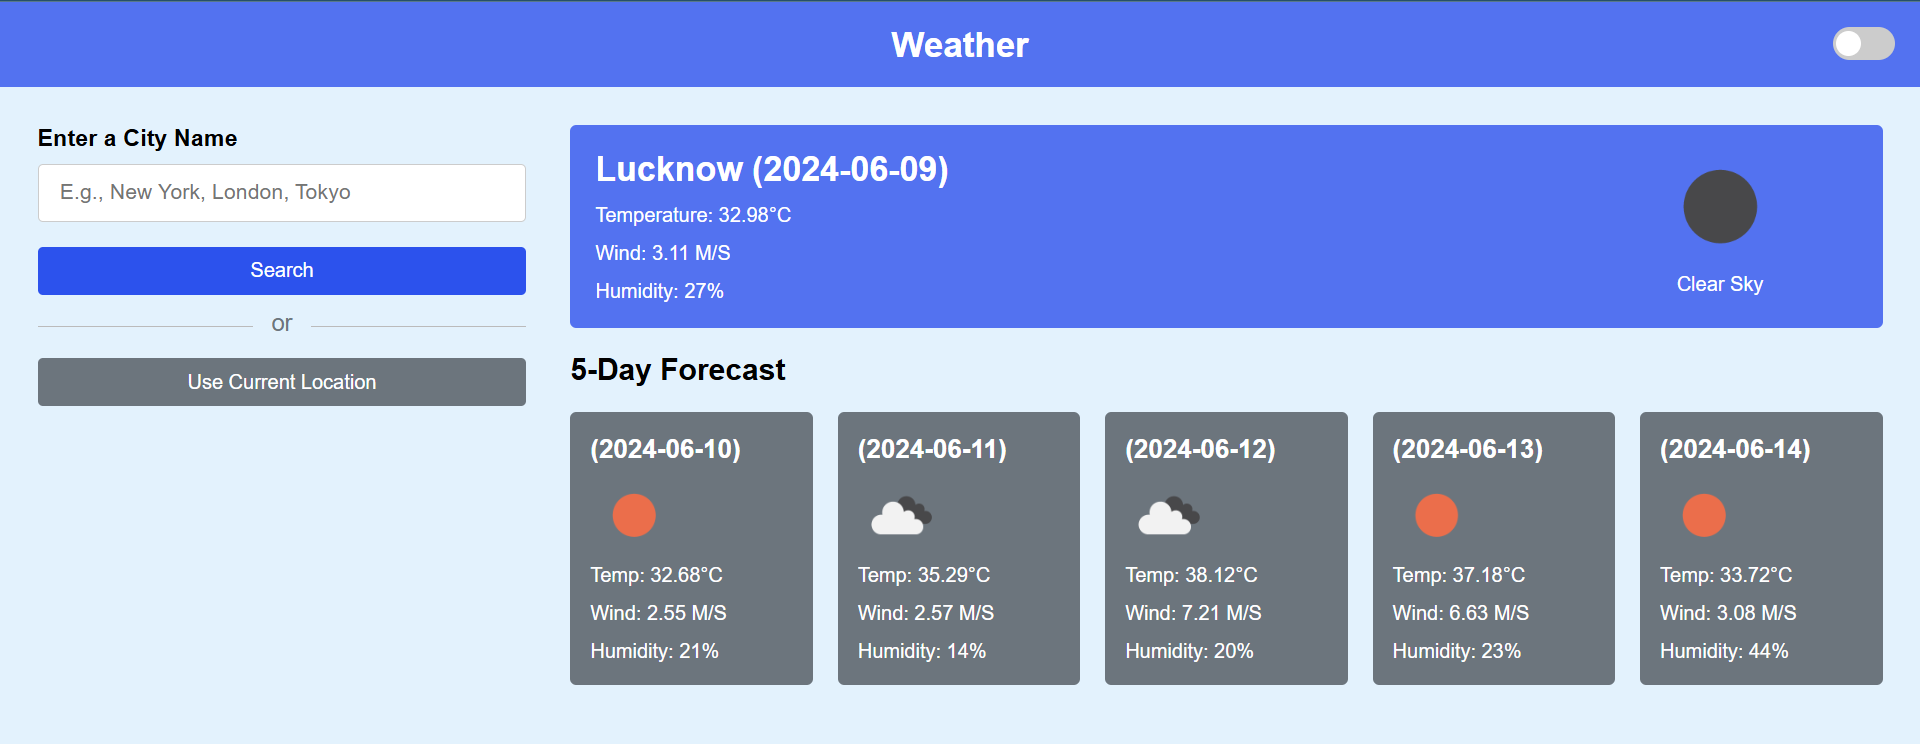 Weather
Enter a City Name
E.g., New York, London, Tokyo
Search
or
Use Current Location
Lucknow (2024-06-09)
Temperature: 32.98°C
Wind: 3.11 M/S
Humidity: 27%
Clear Sky
5-Day Forecast
(2024-06-10)
Temp: 32.68°C
Wind: 2.55 M/S
Humidity: 21%
(2024-06-11)
Temp: 35.29°C
Wind: 2.57 M/S
Humidity: 14%
(2024-06-12)
Temp: 38.12°C
Wind: 7.21 M/S
Humidity: 20%
(2024-06-13)
Temp: 37.18°C
Wind: 6.63 M/S
Humidity: 23%
(2024-06-14)
Temp: 33.72°C
Wind: 3.08 M/S
Humidity: 44%